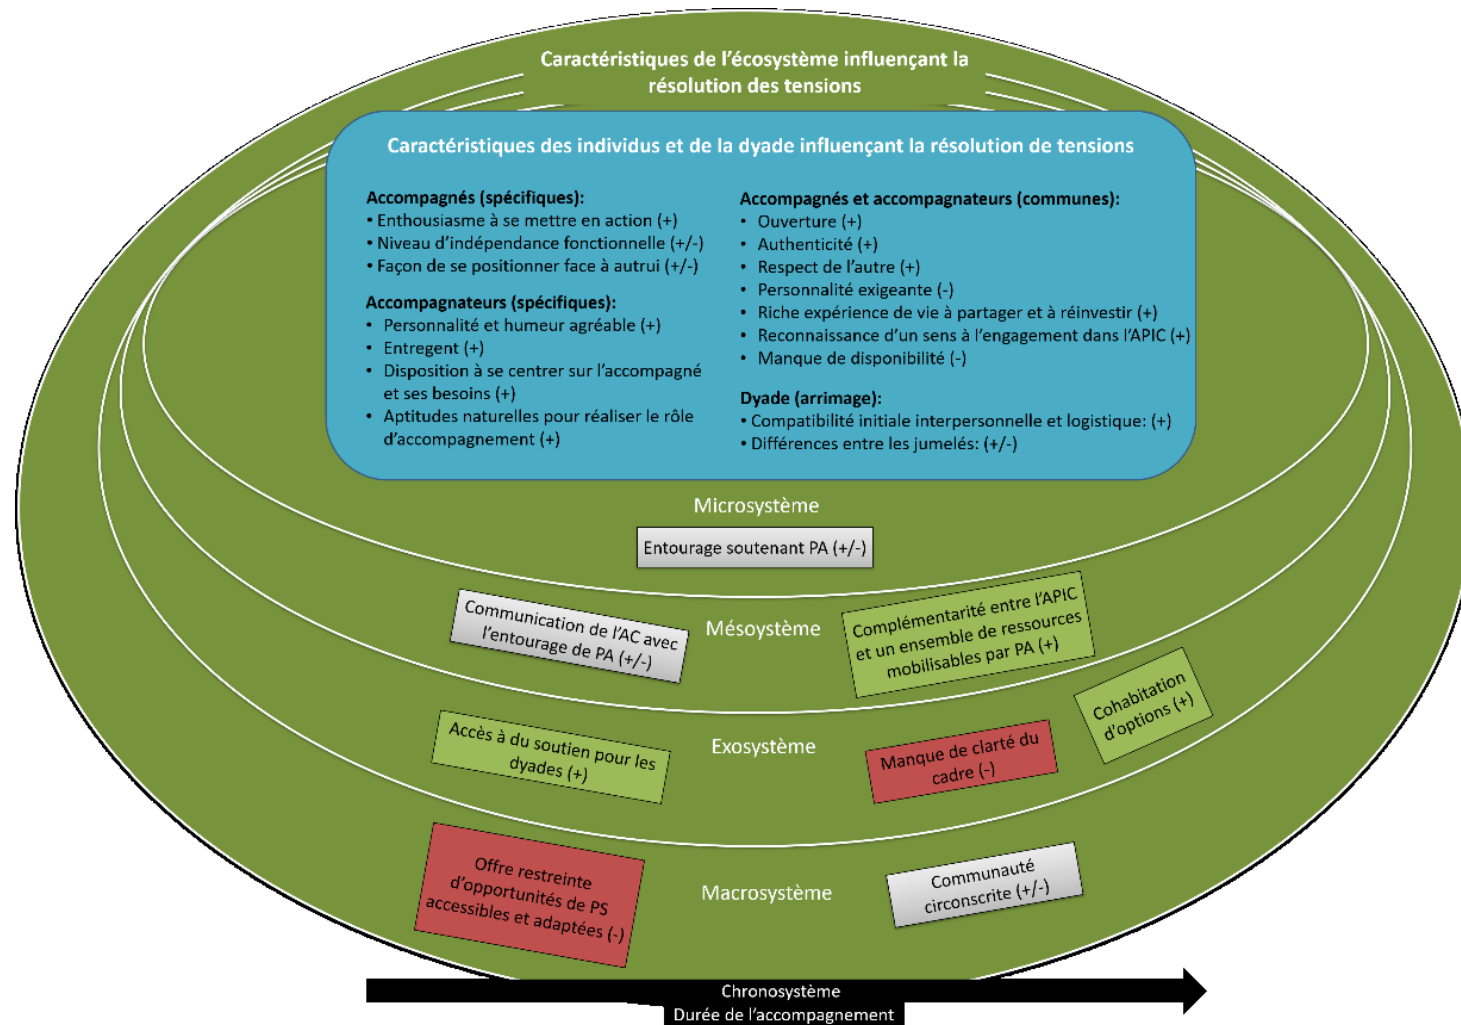 Caractéristiques de l'écosystème influençant la
résolution des tensions
Caractéristiques des individus et de la dyade influençant la résolution de tensions
Accompagnés (spécifiques):
• Enthousiasme à se mettre en action (+)
• Niveau d'indépendance fonctionnelle (+/-)
• Façon de se positionner face à autrui (+/-)
Accompagnateurs (spécifiques):
• Personnalité et humeur agréable (+)
• Entregent (+)
• Disposition à se centrer sur l'accompagné
et ses besoins (+)
• Aptitudes naturelles pour réaliser le rôle
d'accompagnement (+)
Accompagnés et accompagnateurs (communes):
• Ouverture (+)
• Authenticité (+)
• Respect de l'autre (+)
• Personnalité exigeante (-)
• Riche expérience de vie à partager et à réinvestir (+)
• Reconnaissance d'un sens à l'engagement dans l'APIC (+)
• Manque de disponibilité (-)
Dyade (arrimage):
• Compatibilité initiale interpersonnelle et logistique: (+)
• Différences entre les jumelés: (+/-)
Microsystème
Entourage soutenant PA (+/-)
Communication de l'AC avec
l'entourage de PA (+/-)
Mésoystème
Complémentarité entre l'APIC
et un ensemble de ressources
mobilisables par PA (+)
Accès à du soutien pour les
dyades (+)
Exosystème
Manque de clarté du
cadre (-)
Cohabitation
d'options (+)
Offre restreinte
d'opportunités de PS
accessibles et adaptées (-)
Macrosystème
Communauté
circonscrite (+/-)
Chronosystème
Durée de l'accompagnement